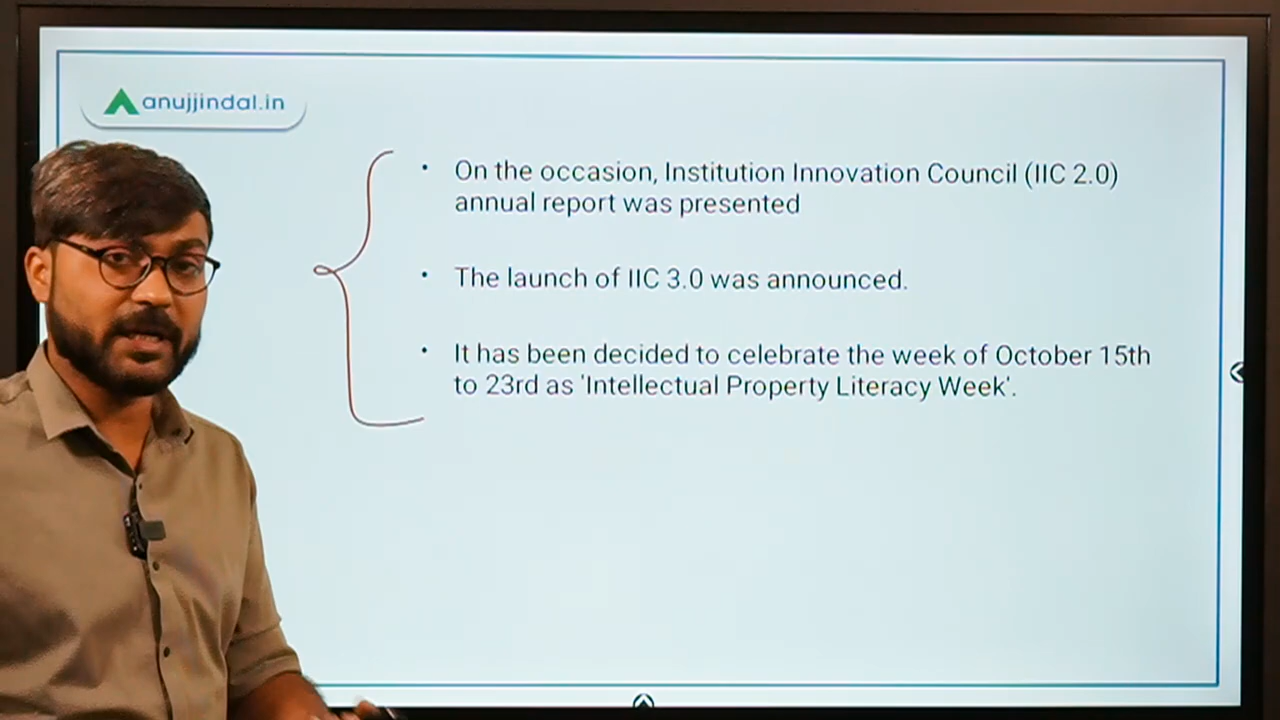 anujjindal.in
• On the occasion, Institution Innovation Council (IIC 2.0)
annual report was presented
• The launch of IIC 3.0 was announced.
• It has been decided to celebrate the week of October 15th
to 23rd as 'Intellectual Property Literacy Week'.